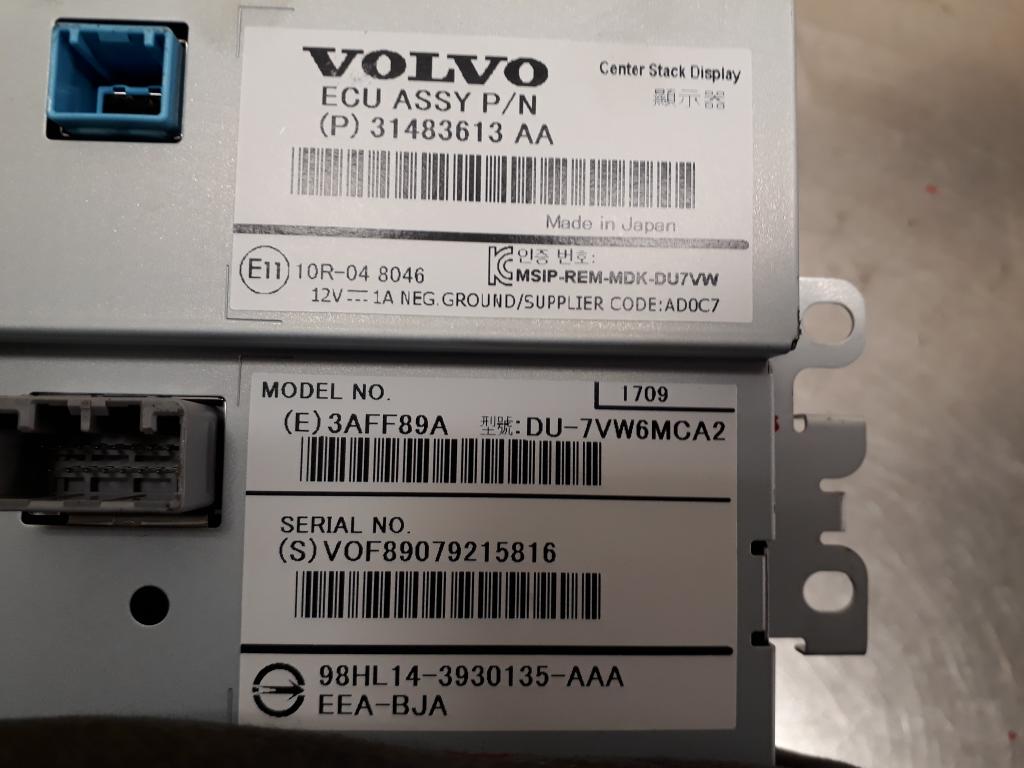 VOLVO
Center Stack Display
ECU ASSY P/N
顯示器
(P) 31483613 AA
Made in Japan
E11 10R-04 8046
인증 번호:
MSIP-REM-MDK-DU7VW
12V⎓1A NEG.GROUND/SUPPLIER CODE:AD0C7
MODEL NO.
1709
(E) 3AFF89A 型號:DU-7VW6MCA2
SERIAL NO.
(S) VOF89079215816
98HL14-3930135-AAA
EEA-BJA